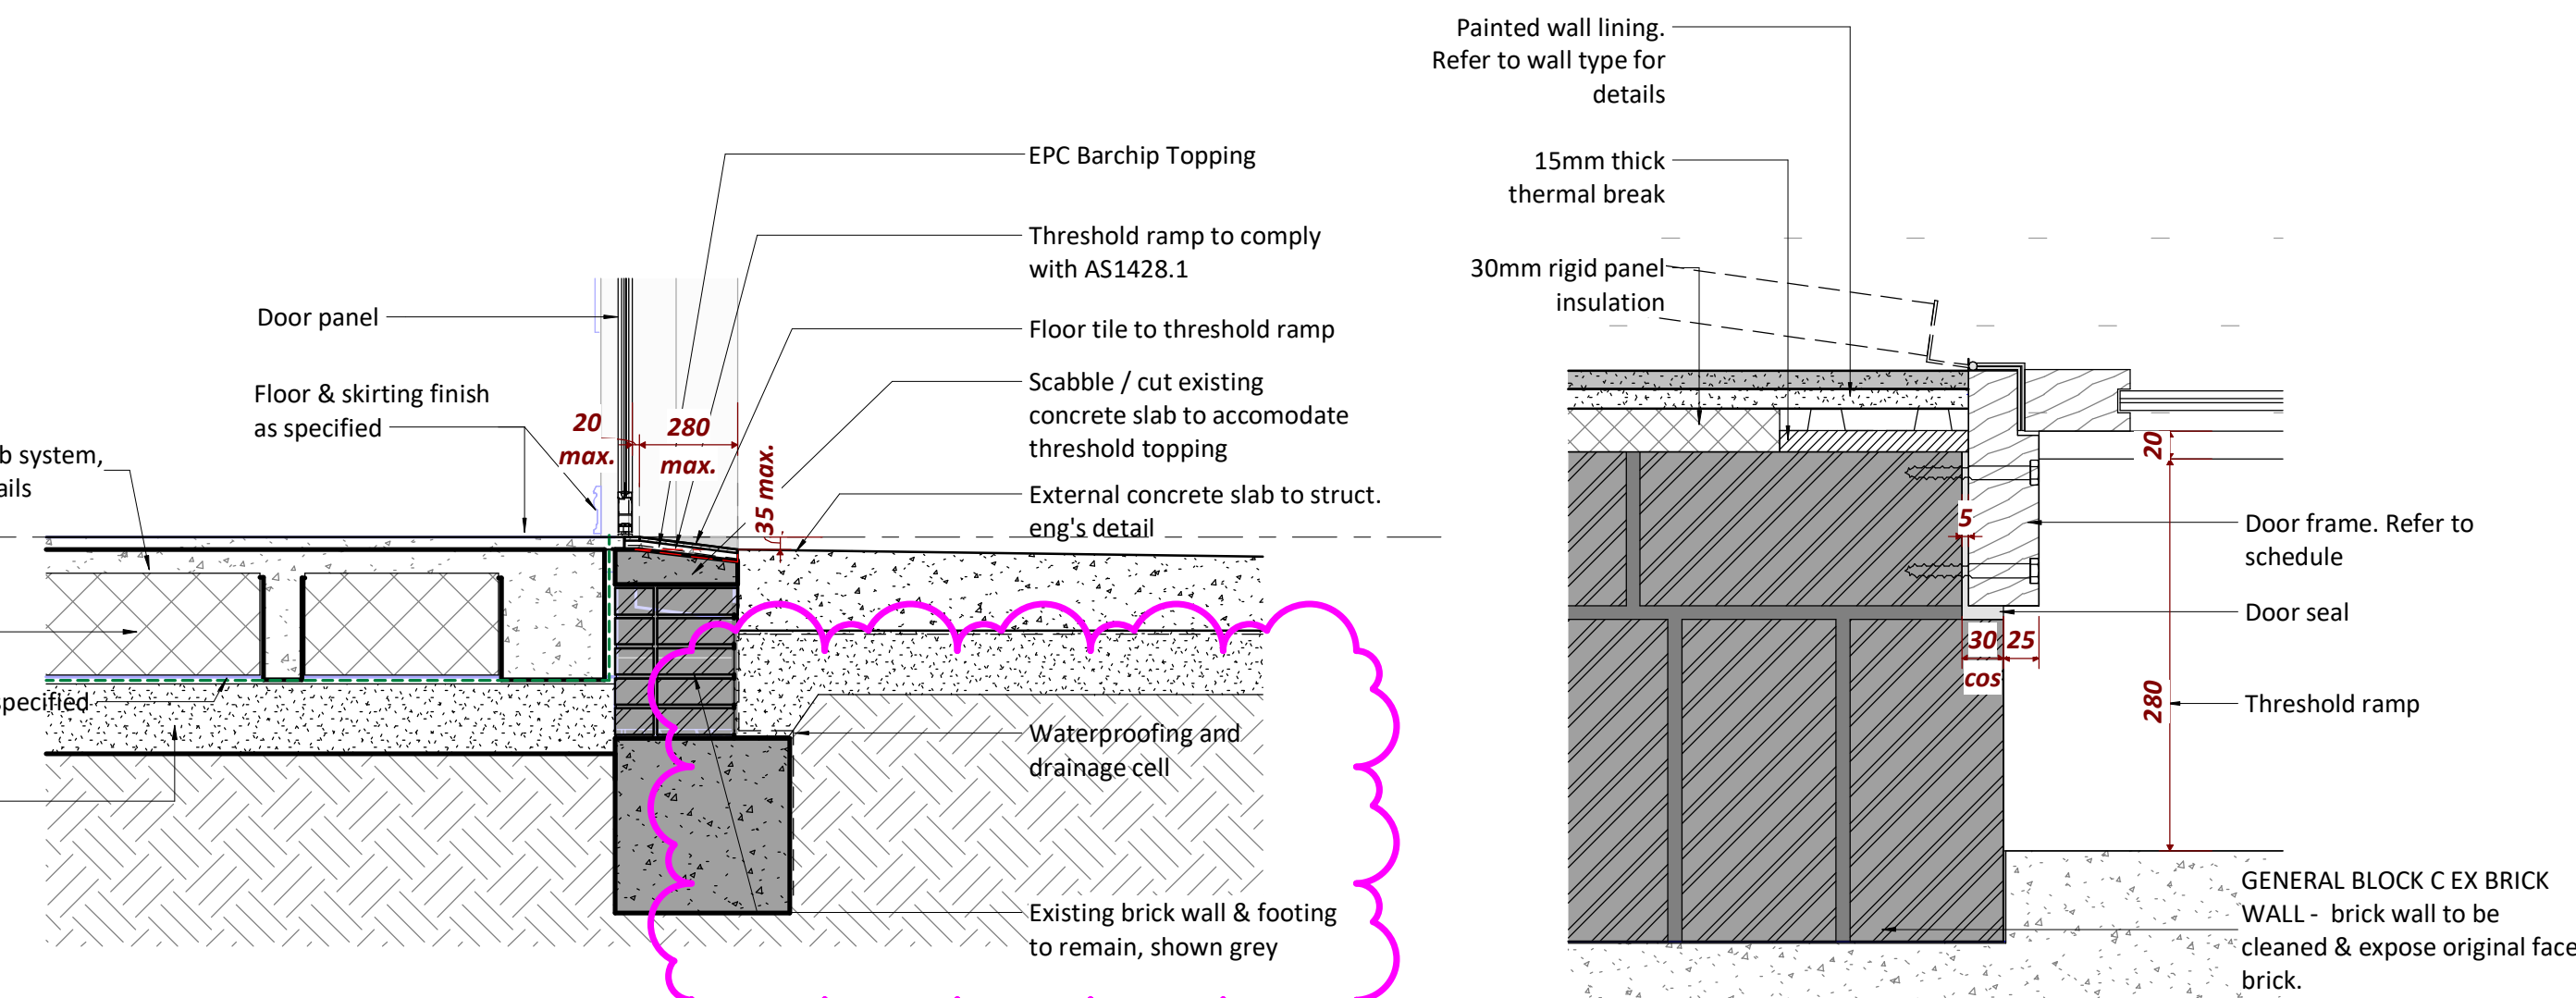 Door panel
Floor & skirting finish
as specified
b system,
ails
specified
20
max.
280
max.
35 max.
EPC Barchip Topping
Threshold ramp to comply
with AS1428.1
Floor tile to threshold ramp
Scabble / cut existing
concrete slab to accomodate
threshold topping
External concrete slab to struct.
eng's detail
Waterproofing and
drainage cell
Existing brick wall & footing
to remain, shown grey
Painted wall lining.
Refer to wall type for
details
15mm thick
thermal break
30mm rigid panel
insulation
20
5
Door frame. Refer to
schedule
Door seal
30
cos
25
280
Threshold ramp
GENERAL BLOCK C EX BRICK
WALL - brick wall to be
cleaned & expose original face
brick.